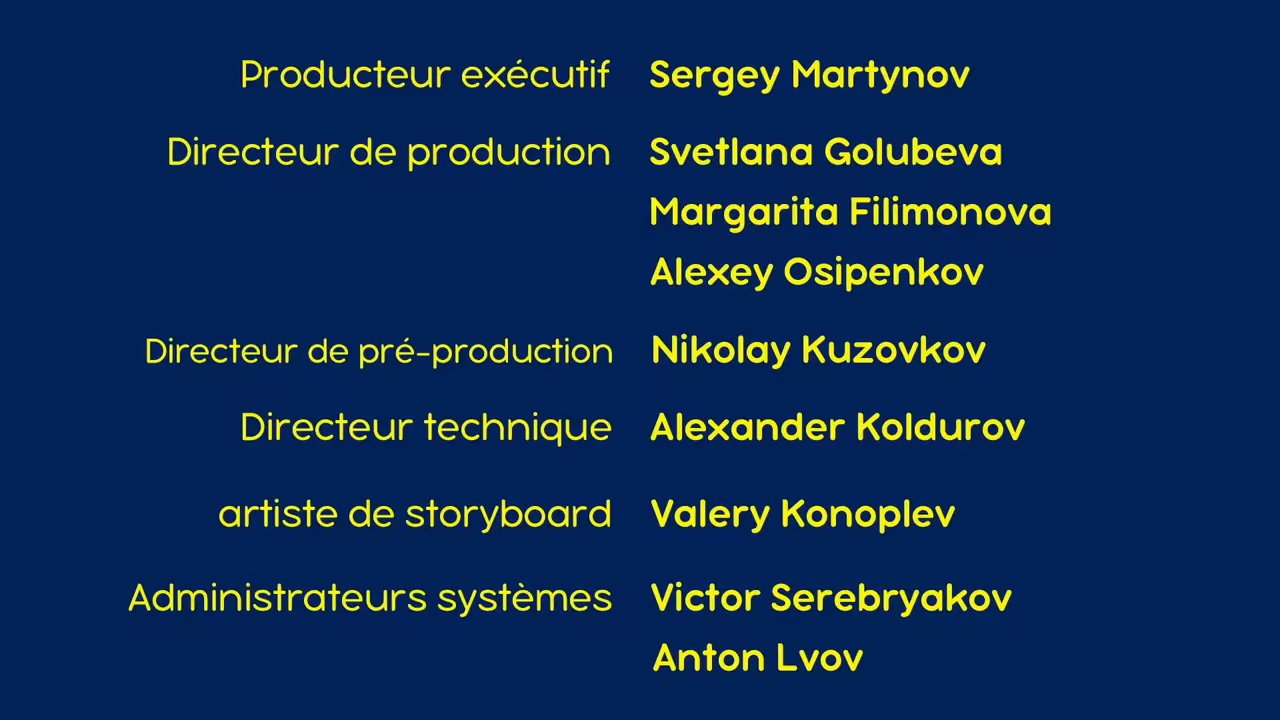 Producteur exécutif Sergey Martynov
Directeur de production Svetlana Golubeva
Margarita Filimonova
Alexey Osipenkov
Directeur de pré-production Nikolay Kuzovkov
Directeur technique Alexander Koldurov
artiste de storyboard Valery Konoplev
Administrateurs systèmes Victor Serebryakov
Anton Lvov